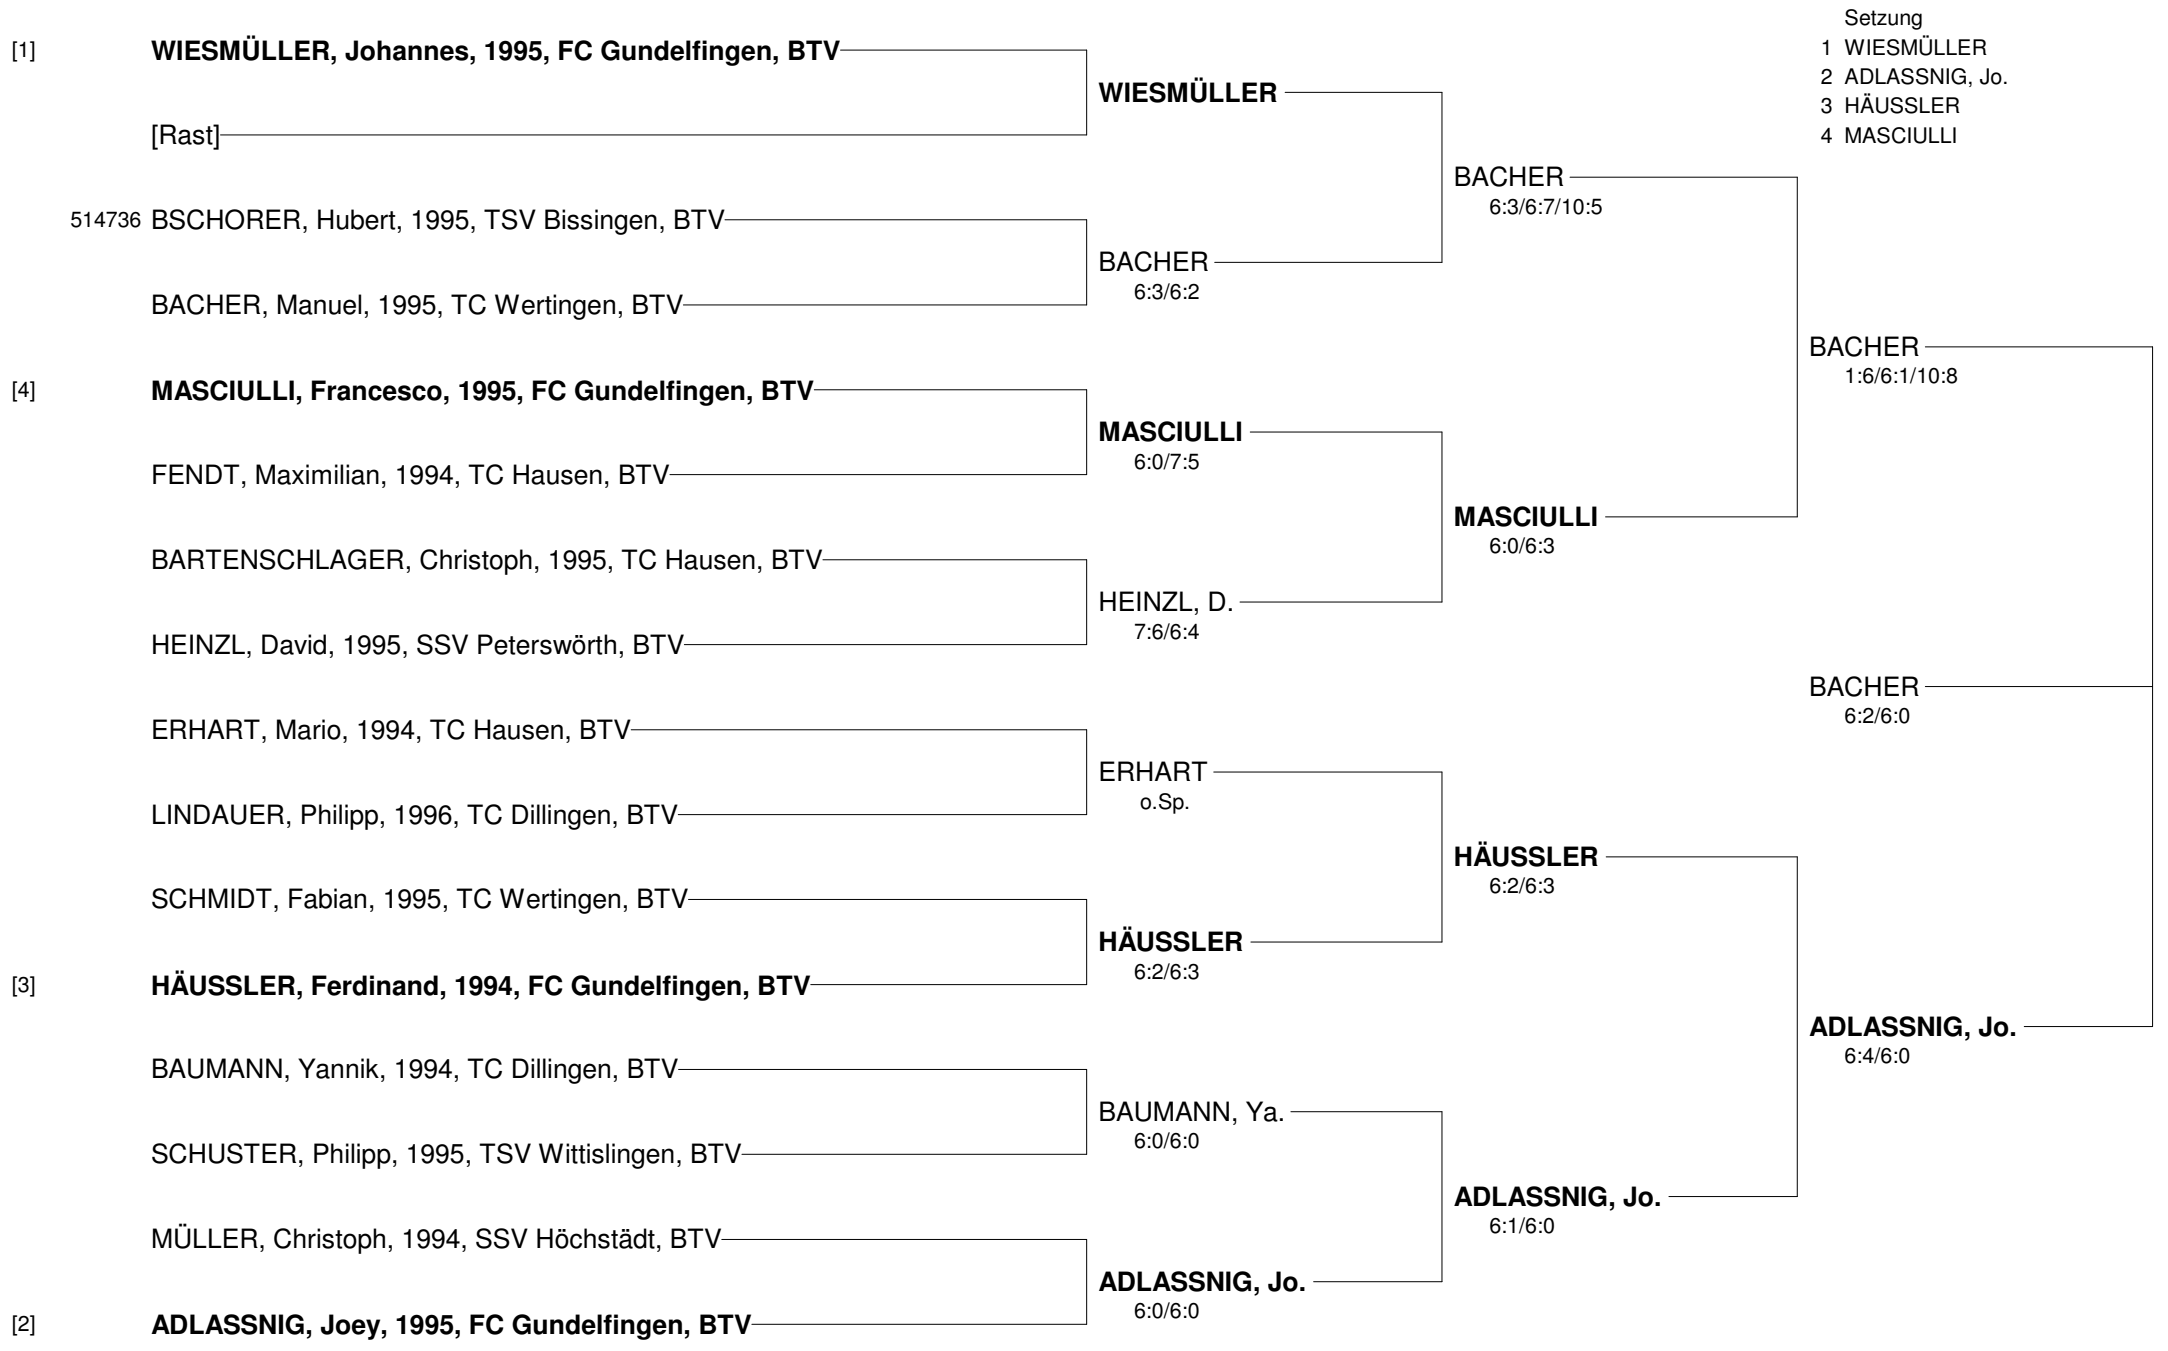 Setzung
1 WIESMÜLLER
2 ADLASSNIG, Jo.
3 HÄUSSLER
4 MASCIULLI
[1] WIESMÜLLER, Johannes, 1995, FC Gundelfingen, BTV
[Rast]
514736 BSCHORER, Hubert, 1995, TSV Bissingen, BTV
BACHER, Manuel, 1995, TC Wertingen, BTV
[4] MASCIULLI, Francesco, 1995, FC Gundelfingen, BTV
FENDT, Maximilian, 1994, TC Hausen, BTV
BARTENSCHLAGER, Christoph, 1995, TC Hausen, BTV
HEINZL, David, 1995, SSV Peterswörth, BTV
ERHART, Mario, 1994, TC Hausen, BTV
LINDAUER, Philipp, 1996, TC Dillingen, BTV
SCHMIDT, Fabian, 1995, TC Wertingen, BTV
[3] HÄUSSLER, Ferdinand, 1994, FC Gundelfingen, BTV
BAUMANN, Yannik, 1994, TC Dillingen, BTV
SCHUSTER, Philipp, 1995, TSV Wittislingen, BTV
MÜLLER, Christoph, 1994, SSV Höchstädt, BTV
[2] ADLASSNIG, Joey, 1995, FC Gundelfingen, BTV
WIESMÜLLER
BACHER
6:3/6:2
MASCIULLI
6:0/7:5
HEINZL, D.
7:6/6:4
ERHART
o.Sp.
HÄUSSLER
6:2/6:3
BAUMANN, Ya.
6:0/6:0
ADLASSNIG, Jo.
6:0/6:0
BACHER
6:3/6:7/10:5
MASCIULLI
6:0/6:3
HÄUSSLER
6:2/6:3
ADLASSNIG, Jo.
6:1/6:0
BACHER
1:6/6:1/10:8
BACHER
6:2/6:0
ADLASSNIG, Jo.
6:4/6:0